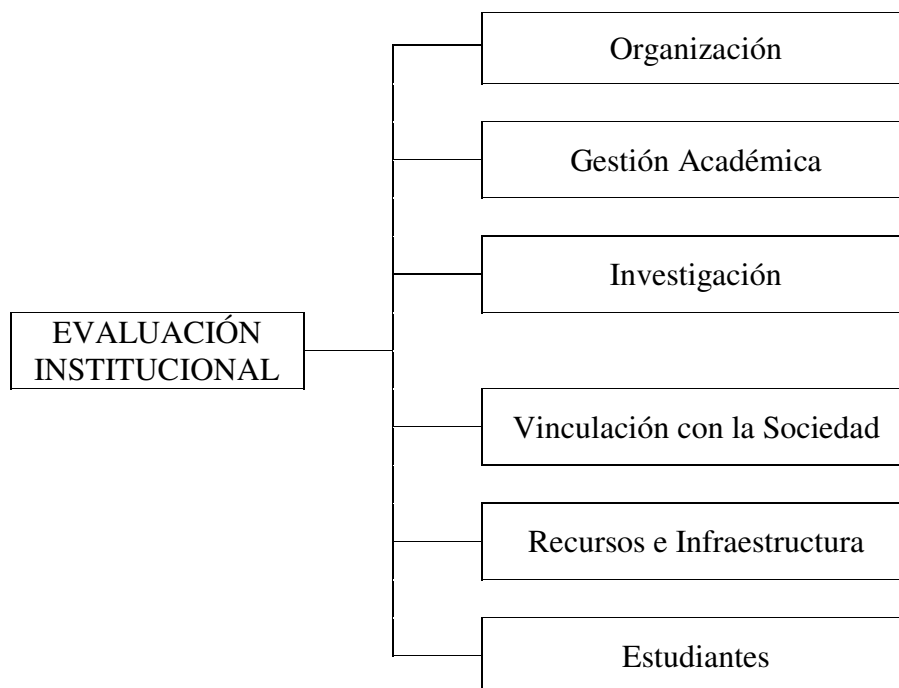 Organización
Gestión Académica
Investigación
EVALUACIÓN
INSTITUCIONAL
Vinculación con la Sociedad
Recursos e Infraestructura
Estudiantes